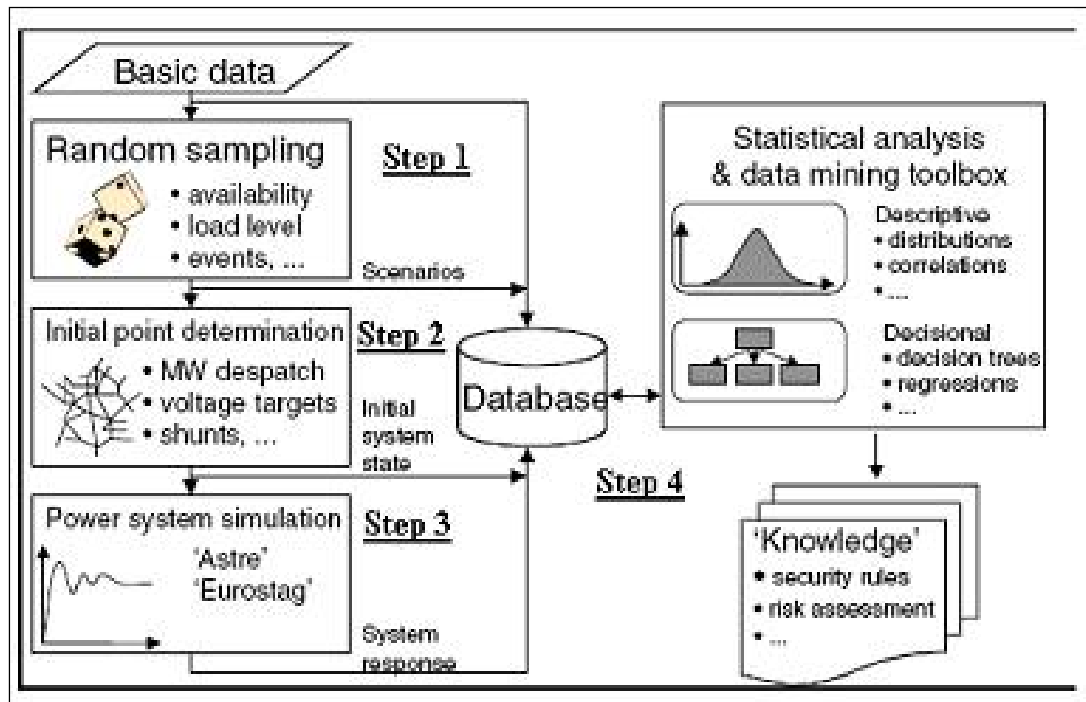 Basic data
Random sampling
• availability
• load level
• events, ...
Step 1
Scenarios
Initial point determination
• MW despatch
• voltage targets
• shunts, ...
Step 2
Initial
system
state
Power system simulation
'Astre'
'Eurostag'
Step 3
System
response
Database
Step 4
Statistical analysis
& data mining toolbox
Descriptive
• distributions
• correlations
• ...
Decisional
• decision trees
• regressions
• ...
'Knowledge'
• security rules
• risk assessment
• ...